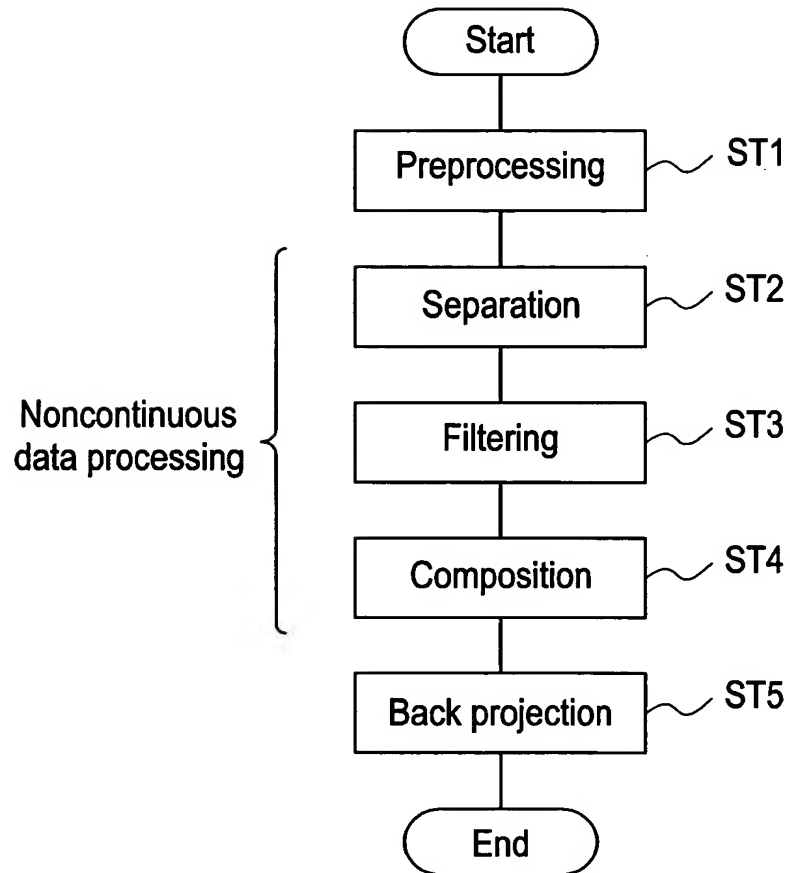 Start
Preprocessing
ST1
Separation
ST2
Noncontinuous
data processing
Filtering
ST3
Composition
ST4
Back projection
ST5
End